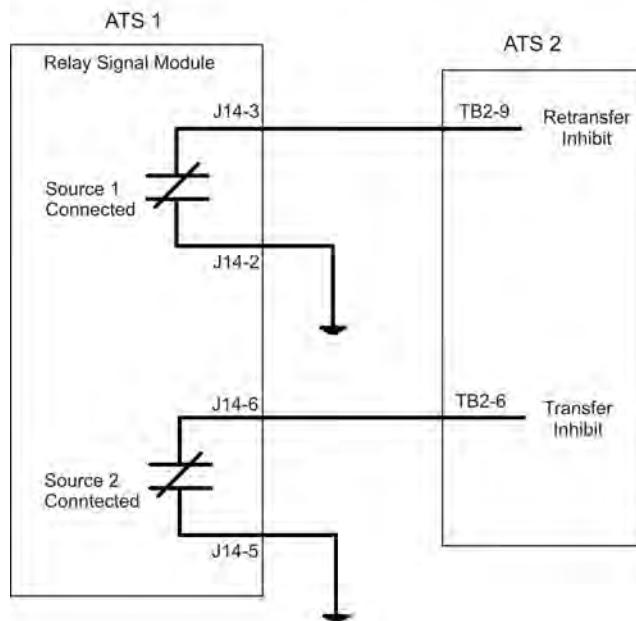 ATS 1
ATS 2
Relay Signal Module
J14-3
TB2-9
Retransfer
Inhibit
Source 1
Connected
J14-2
J14-6
TB2-6
Transfer
Inhibit
Source 2
Conntected
J14-5